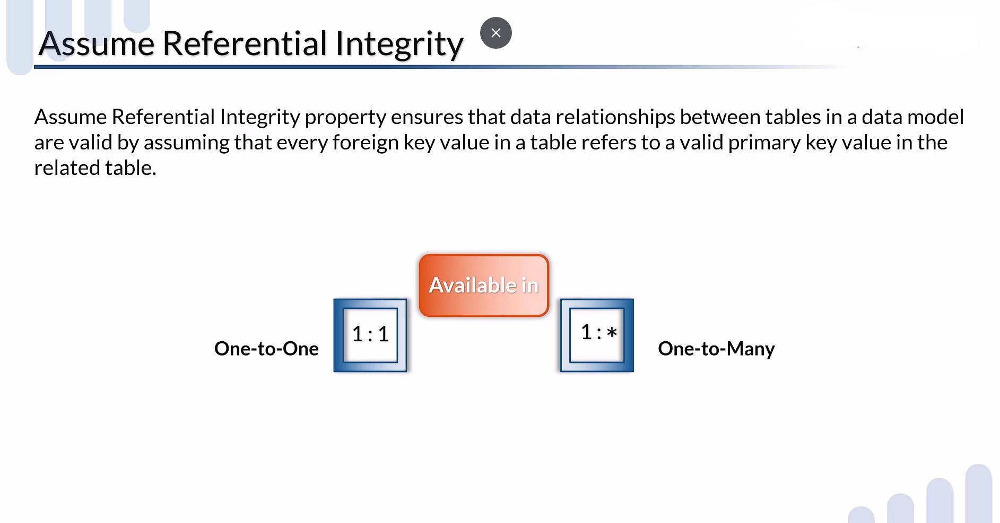 Assume Referential Integrity
Assume Referential Integrity property ensures that data relationships between tables in a data model
are valid by assuming that every foreign key value in a table refers to a valid primary key value in the
related table.
Available in
1:1
1:*
One-to-One
One-to-Many